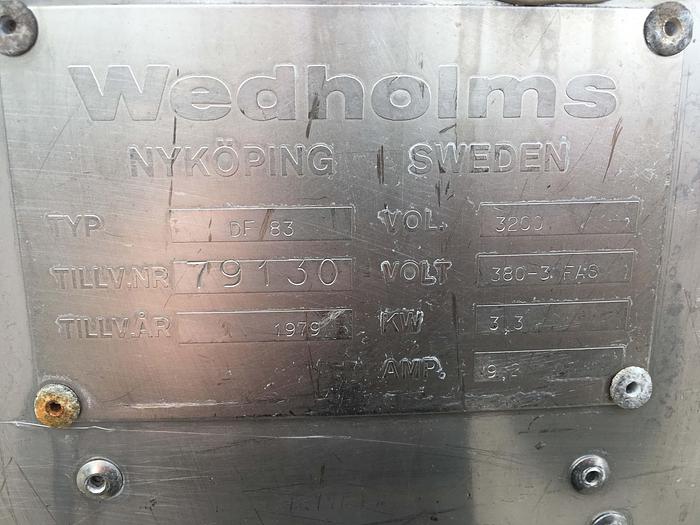 Wedholms
NYKÖPING SWEDEN
TYP DF 83 VOL. 3200
TILLV.NR 79130 VOLT 380-3 FAS
TILLV.ÅR 1979 KW 3,3
AMP. 9,